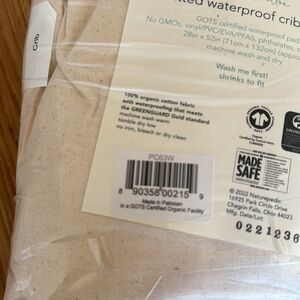 Crib
tted waterproof crib
GOTS certified waterproof pad
No GMOs, vinyl/PVC/EVA/PFAS, phthalates,
28in x 52in (71cm x 132cm) (approx
machine wash and dry
Wash me first!
shrinks to fit
100% organic cotton fabric
with waterproofing that meets
the GREENGUARD Gold standard
machine wash warm
tumble dry low
no iron, bleach or dry clean
PC63W
8 90358 00215 9
Made in Pakistan
in a GOTS Certified Organic Facility
GREEN
MADE
SAFE
© 2022 Naturepedic
16925 Park Circle Drive
Chagrin Falls, Ohio 44023
Mfg. Date/Lot:
0221236